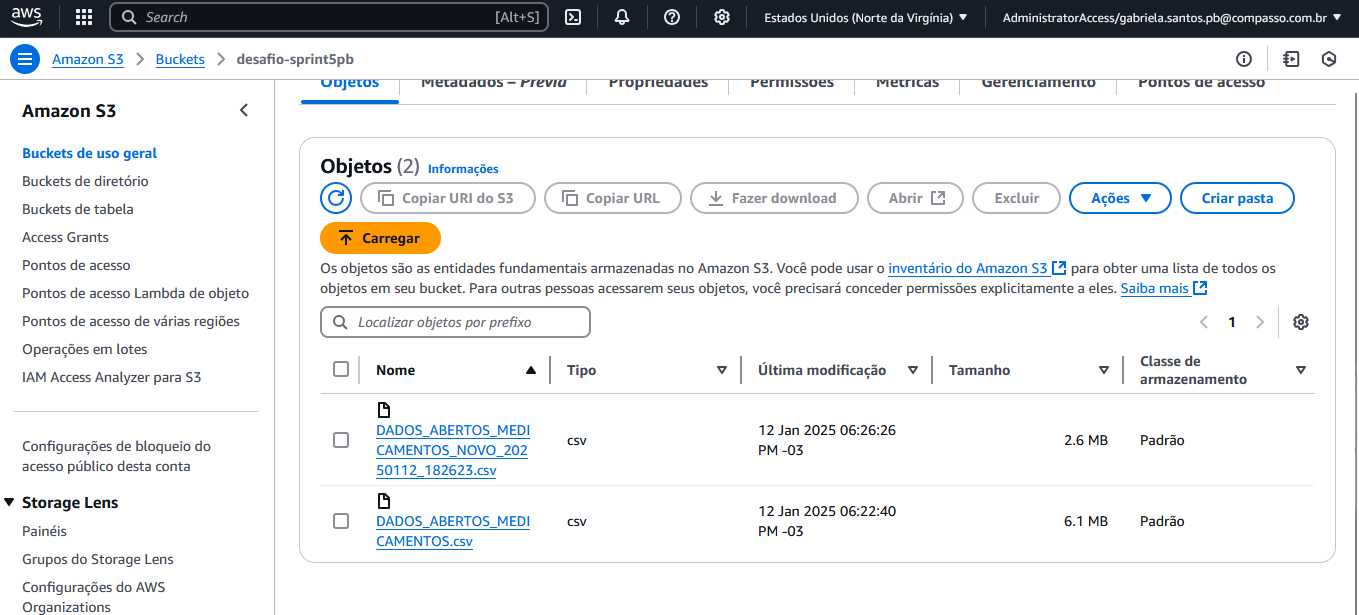 aws
Search
[Alt+S]
Estados Unidos (Norte da Virgínia)
AdministratorAccess/gabriela.santos.pb@compasso.com.br
Amazon S3
Buckets
desafio-sprint5pb
Amazon S3
Buckets de uso geral
Buckets de diretório
Buckets de tabela
Access Grants
Pontos de acesso
Pontos de acesso Lambda de objeto
Pontos de acesso de várias regiões
Operações em lotes
IAM Access Analyzer para S3
Configurações de bloqueio do
acesso público desta conta
Storage Lens
Painéis
Grupos do Storage Lens
Configurações do AWS
Organizations
Objetos
Metadados – Prévia
Propriedades
Permissões
Métricas
Gerenciamento
Pontos de acesso
Objetos (2)
Informações
Copiar URI do S3
Copiar URL
Fazer download
Abrir
Excluir
Ações
Criar pasta
Carregar
Os objetos são as entidades fundamentais armazenadas no Amazon S3. Você pode usar o inventário do Amazon S3 para obter uma lista de todos os
objetos em seu bucket. Para outras pessoas acessarem seus objetos, você precisará conceder permissões explicitamente a eles. Saiba mais
Localizar objetos por prefixo
1
Nome
Tipo
Última modificação
Tamanho
Classe de
armazenamento
DADOS_ABERTOS_MEDI
CAMENTOS_NOVO_202
50112_182623.csv
csv
12 Jan 2025 06:26:26
PM -03
2.6 MB
Padrão
DADOS_ABERTOS_MEDI
CAMENTOS.csv
csv
12 Jan 2025 06:22:40
PM -03
6.1 MB
Padrão